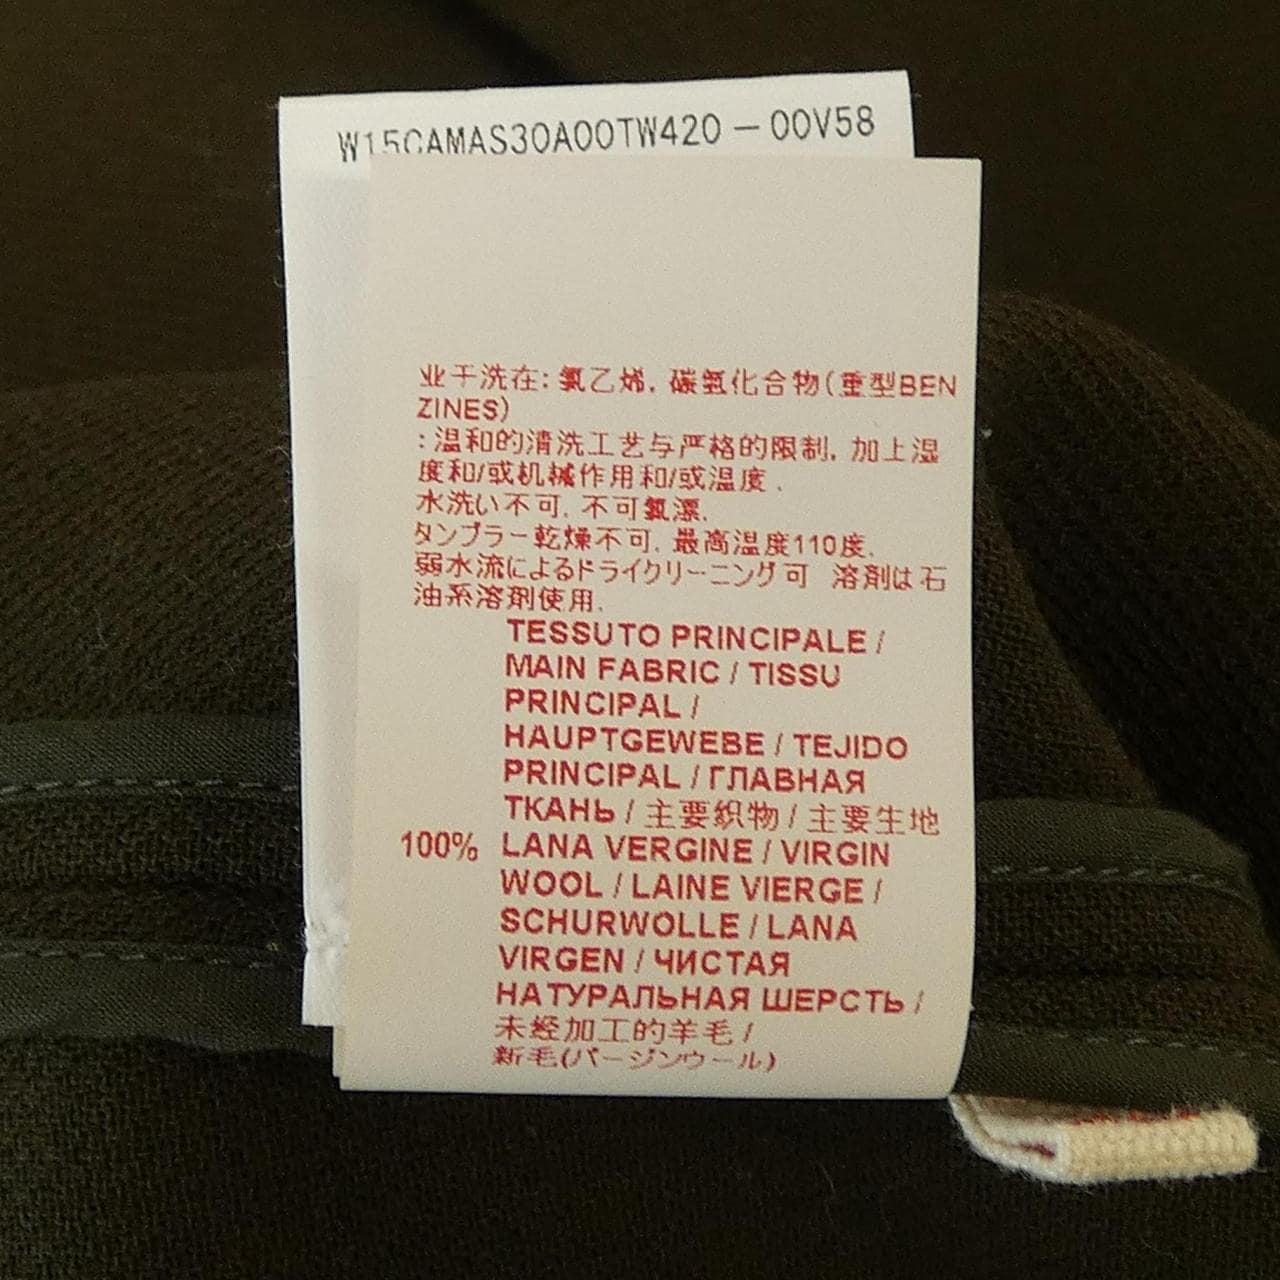 W15CAMAS30A00TW420 – 00V58
业干洗在: 氯乙烯, 碳氢化合物(重型BEN
ZINES)
: 温和的清洗工艺与严格的限制, 加上湿
度和/或机械作用和/或温度 .
水洗い不可, 不可氯漂,
タンブラー乾燥不可, 最高温度110度,
弱水流によるドライクリーニング可 溶剤は石
油系溶剤使用,
TESSUTO PRINCIPALE /
MAIN FABRIC / TISSU
PRINCIPAL /
HAUPTGEWEBE / TEJIDO
PRINCIPAL / ГЛАВНАЯ
ТКАНЬ / 主要织物 / 主要生地
100% LANA VERGINE / VIRGIN
WOOL / LAINE VIERGE /
SCHURWOLLE / LANA
VIRGEN / ЧИСТАЯ
НАТУРАЛЬНАЯ ШЕРСТЬ /
未经加工的羊毛 /
新毛(バージンウール)